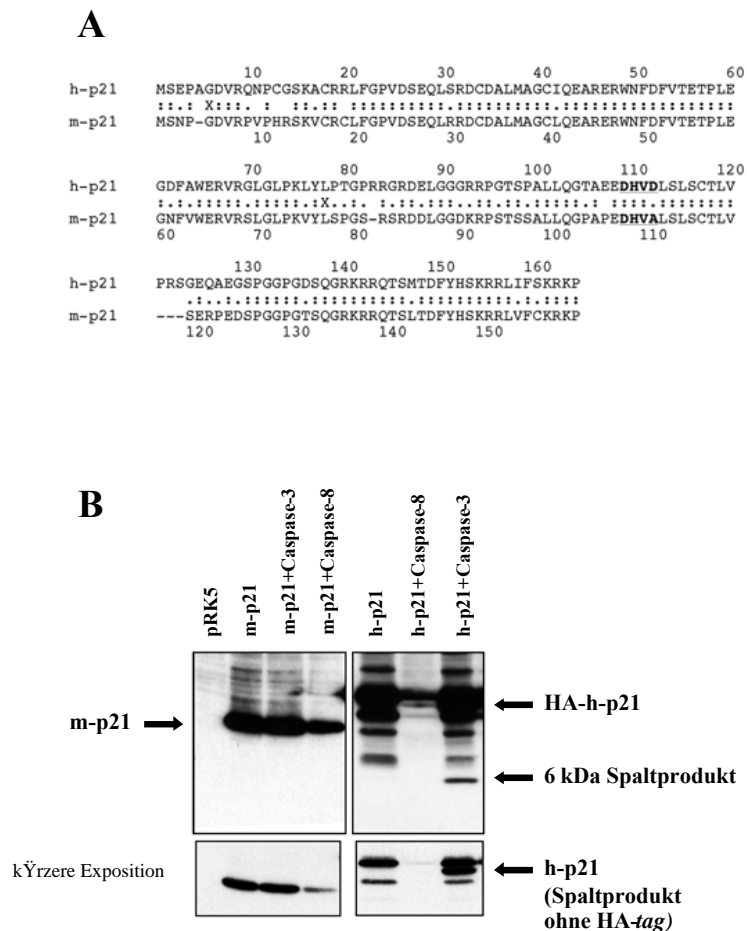 A
10 20 30 40 50 60
h-p21 MSEPAGDVRQNPCGSKACRRLFGPVDSEQLSRDCDALMAGCIQEARERWNFDFVTETPLE
m-p21 MSNP-GDVRPVPHRSKVCRCLFGPVDSEQLRRDCDALMAGCLQEARERWNFDFVTETPLE
10 20 30 40 50
70 80 90 100 110 120
h-p21 GDFAWERVRGLGLPKLYLPTGPRRGRDELGGGRRPGTSPALLQGTAEEDHVDLSLSCTLV
m-p21 GNFVWERVRSLGLPKVYLSPGS-RSRDDLGGDKRPSTSSALLQGPAPEDHVALSLSCTLV
60 70 80 90 100 110
130 140 150 160
h-p21 PRSGEQAEGSPGGPGDSQGRKRRQTSMTDFYHSKRRLIFSKRKP
m-p21 ---SERPEDSPGGPGTSQGRKRRQTSLTDFYHSKRRLVFCKRKP
120 130 140 150
B
pRK5
m-p21
m-p21+Caspase-3
m-p21+Caspase-8
h-p21
h-p21+Caspase-8
h-p21+Caspase-3
m-p21
HA-h-p21
6 kDa Spaltprodukt
kŸrzere Exposition
h-p21
(Spaltprodukt
ohne HA-tag)